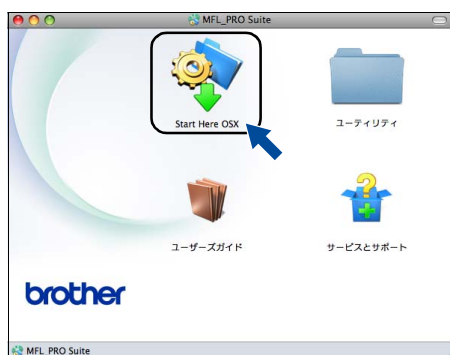 MFL_PRO Suite
Start Here OSX
ユーティリティ
ユーザーズガイド
サービスとサポート
brother
MFL_PRO Suite